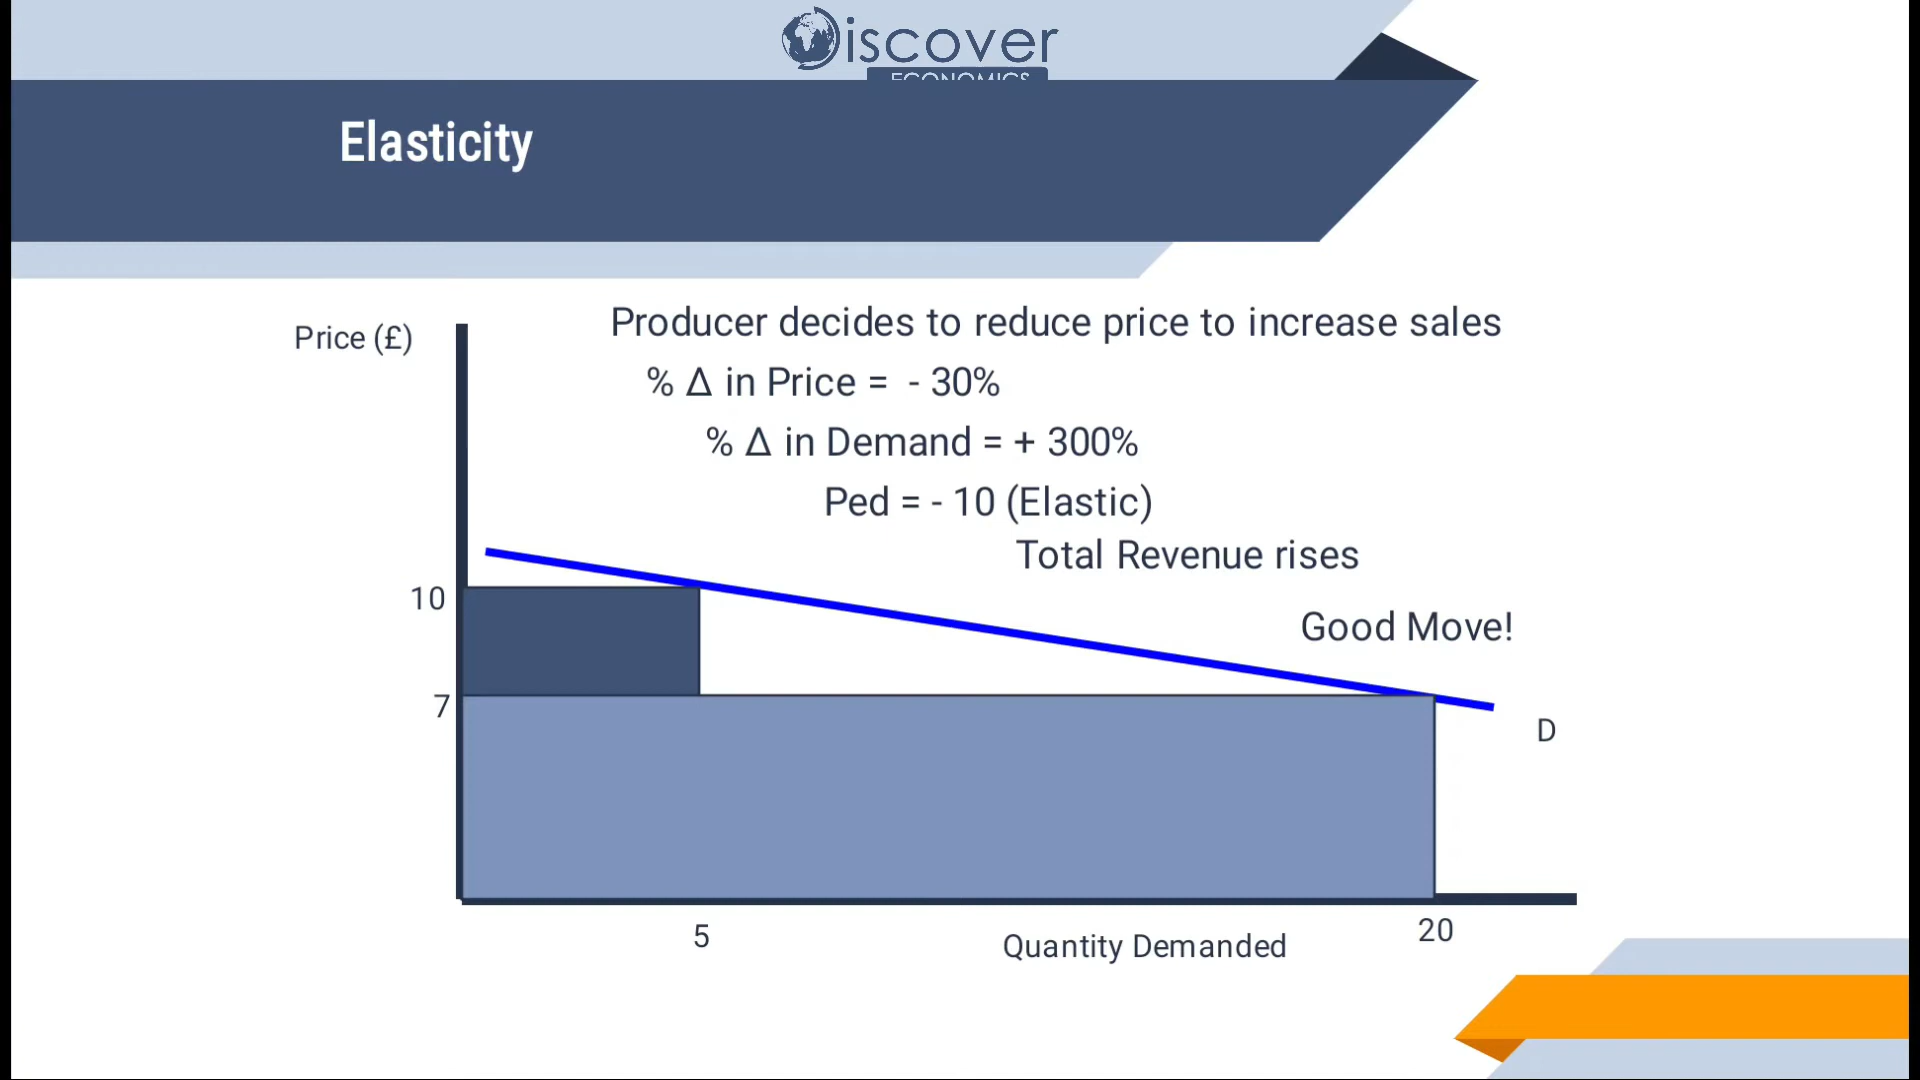 Discover
ECONOMICS
Elasticity
Producer decides to reduce price to increase sales
Price (£)
% Δ in Price = - 30%
% Δ in Demand = + 300%
Ped = - 10 (Elastic)
Total Revenue rises
10
Good Move!
7
D
5
Quantity Demanded
20